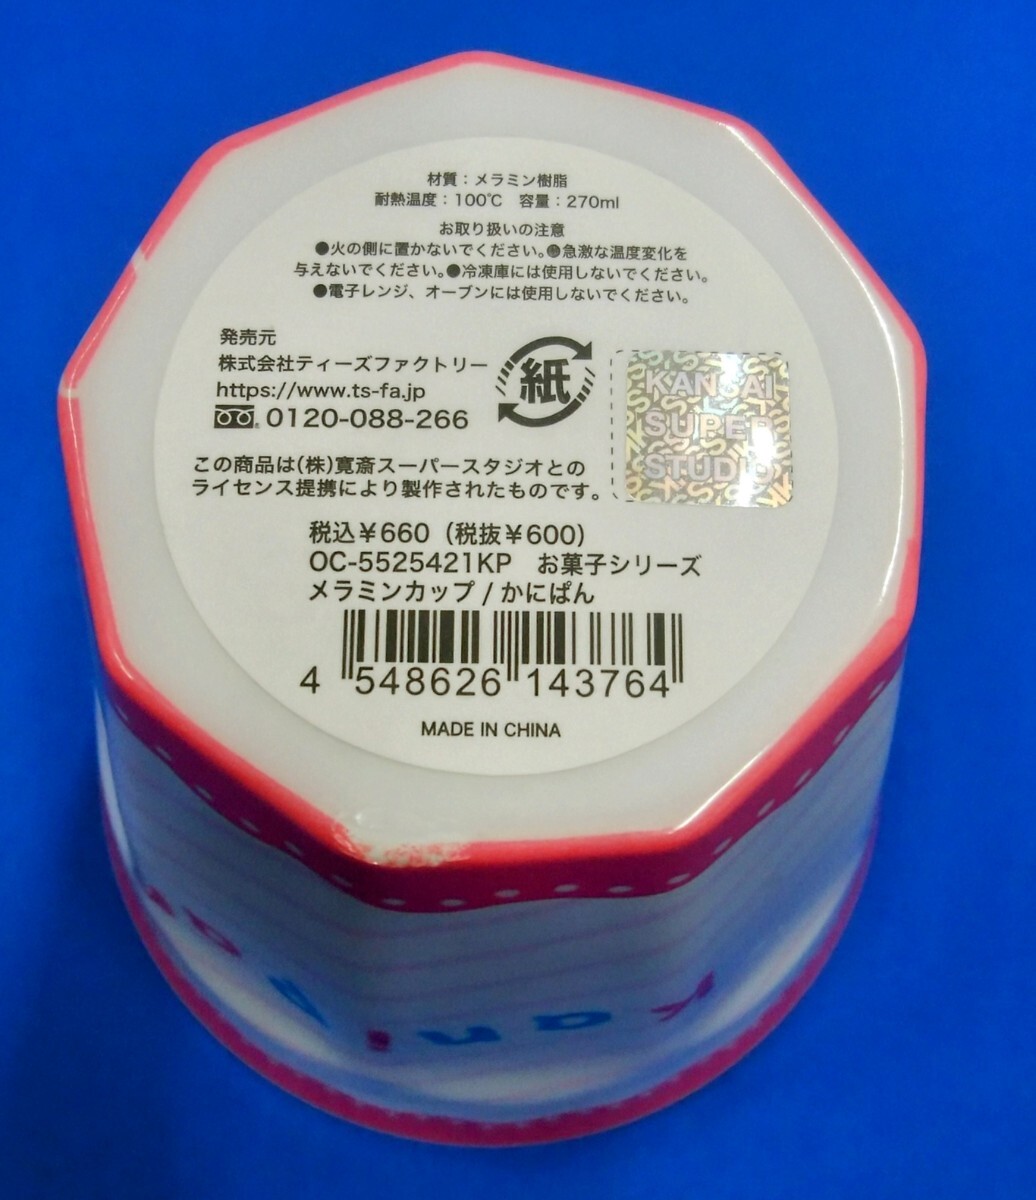 材質：メラミン樹脂
耐熱温度：100℃　容量：270ml
お取り扱いの注意
●火の側に置かないでください。●急激な温度変化を
与えないでください。●冷凍庫には使用しないでください。
●電子レンジ、オーブンには使用しないでください。
発売元
株式会社ティーズファクトリー
https://www.ts-fa.jp
0120-088-266
紙
KANSAI
SUPER
STUDIO
この商品は(株)寛斎スーパースタジオとの
ライセンス提携により製作されたものです。
税込￥660（税抜￥600）
OC-5525421KP　お菓子シリーズ
メラミンカップ / かにぱん
4 548626 143764
MADE IN CHINA